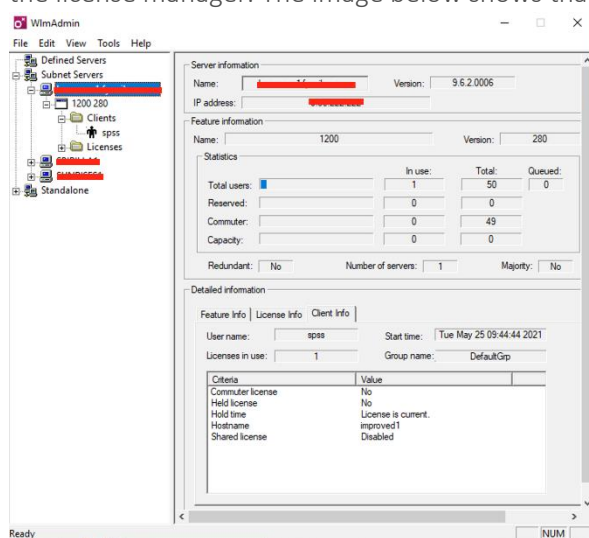 the license manager. The image below shows tha
WlmAdmin
File Edit View Tools Help
Defined Servers
Subnet Servers
1200 280
Clients
spss
Licenses
Standalone
Server information
Name: Version: 9.6.2.0006
IP address:
Feature information
Name: 1200 Version: 280
Statistics
In use: Total: Queued:
Total users: 1 50 0
Reserved: 0 0
Commuter: 0 49
Capacity: 0 0
Redundant: No Number of servers: 1 Majority: No
Detailed information
Feature Info License Info Client Info
User name: spss Start time: Tue May 25 09:44:44 2021
Licenses in use: 1 Group name: DefaultGrp
Criteria Value
Commuter license No
Held license No
Hold time License is current.
Hostname improved1
Shared license Disabled
Ready NUM